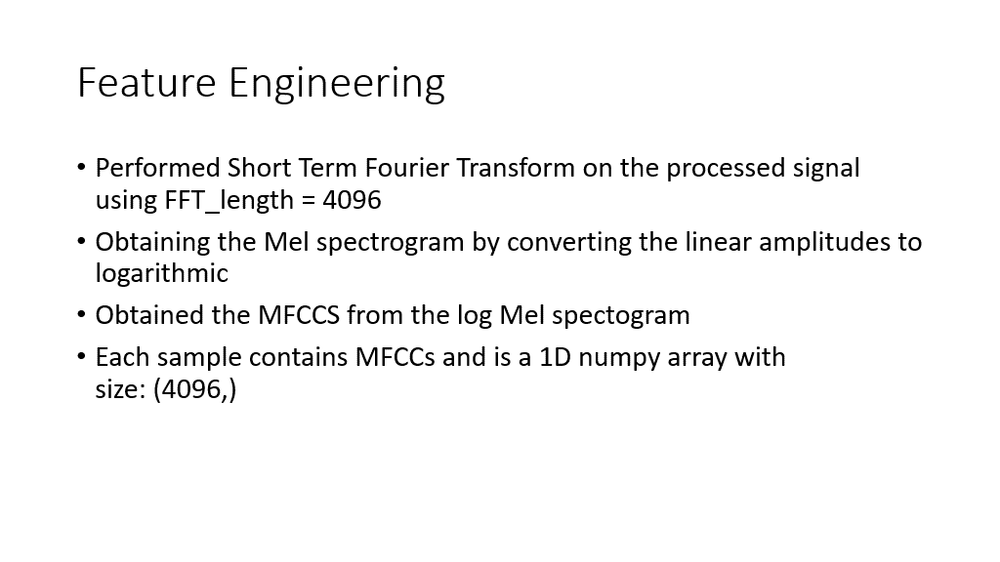 Feature Engineering
• Performed Short Term Fourier Transform on the processed signal
using FFT_length = 4096
• Obtaining the Mel spectrogram by converting the linear amplitudes to
logarithmic
• Obtained the MFCCS from the log Mel spectogram
• Each sample contains MFCCs and is a 1D numpy array with
size: (4096,)